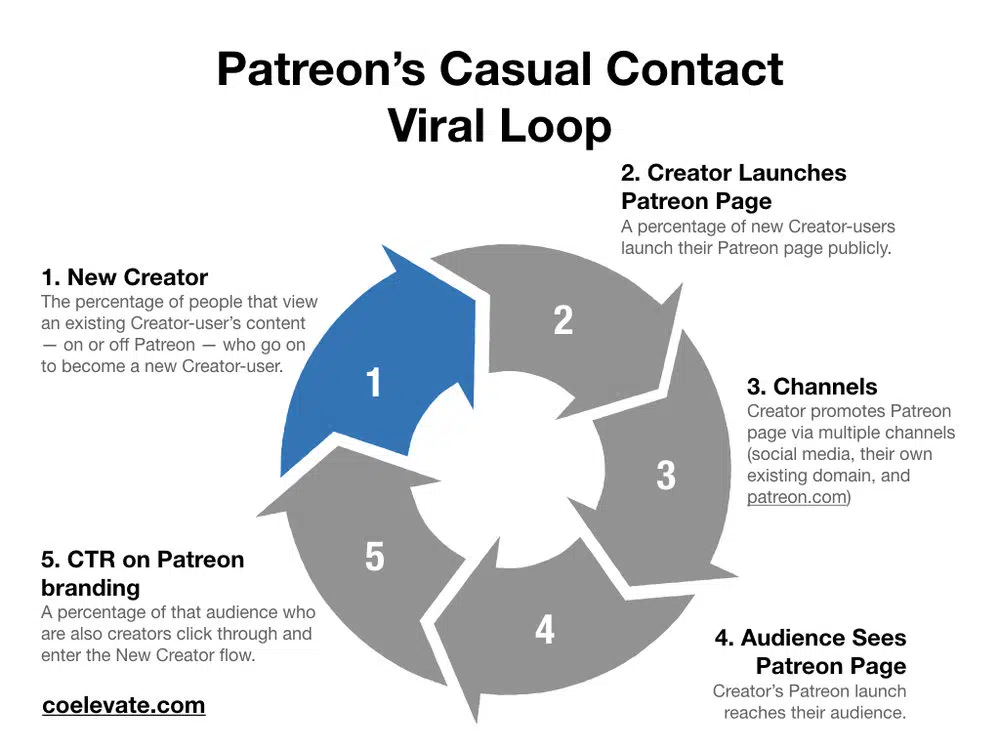 Patreon's Casual Contact
Viral Loop
1. New Creator
The percentage of people that view
an existing Creator-user's content
— on or off Patreon — who go on
to become a new Creator-user.
2. Creator Launches
Patreon Page
A percentage of new Creator-users
launch their Patreon page publicly.
3. Channels
Creator promotes Patreon
page via multiple channels
(social media, their own
existing domain, and
patreon.com)
4. Audience Sees
Patreon Page
Creator's Patreon launch
reaches their audience.
5. CTR on Patreon
branding
A percentage of that audience who
are also creators click through and
enter the New Creator flow.
1
2
3
4
5
coelevate.com